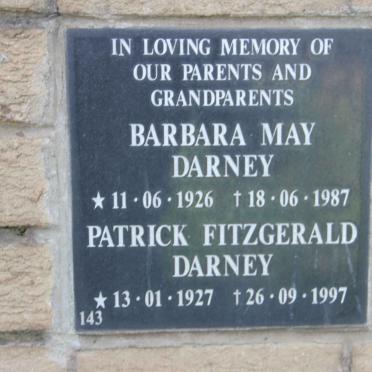 IN LOVING MEMORY OF
OUR PARENTS AND
GRANDPARENTS
BARBARA MAY
DARNEY
★ 11 · 06 · 1926 † 18 · 06 · 1987
PATRICK FITZGERALD
DARNEY
★ 13 · 01 · 1927 † 26 · 09 · 1997
143